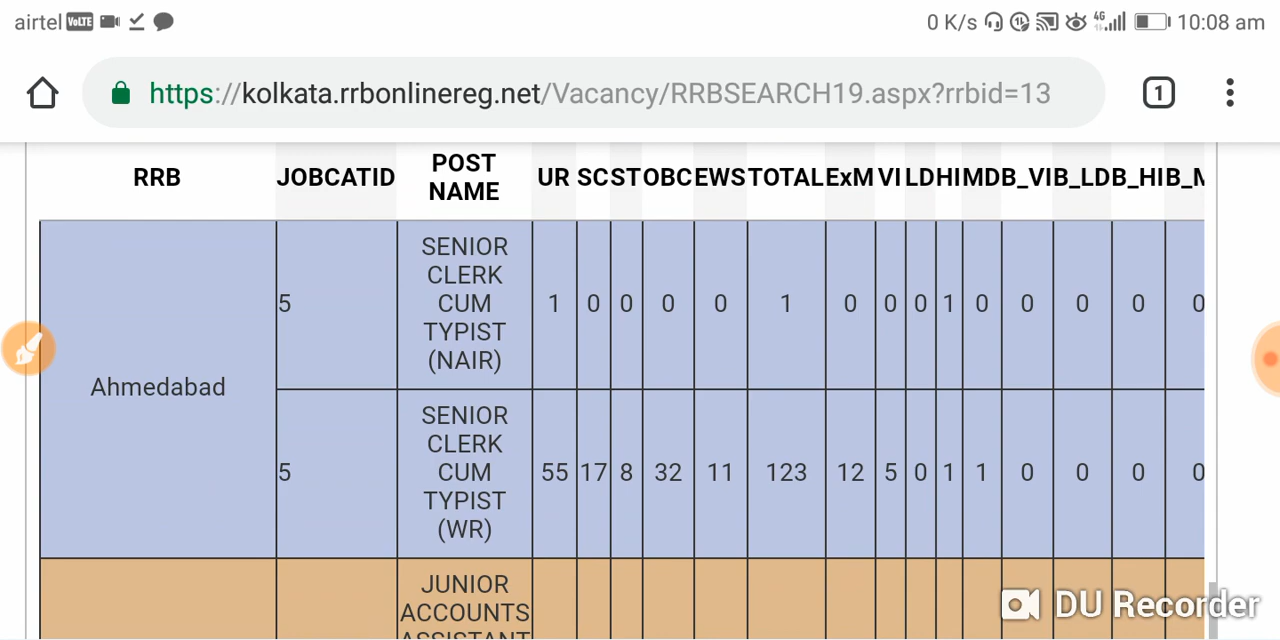 airtel VoLTE 0 K/s 4G 10:08 am
https://kolkata.rrbonlinereg.net/Vacancy/RRBSEARCH19.aspx?rrbid=13 1
RRB JOBCATID POST NAME UR SC ST OBC EWS TOTAL ExM VI LD HI MD B_VI B_LD B_HI B_M
Ahmedabad
5 SENIOR CLERK CUM TYPIST (NAIR) 1 0 0 0 0 1 0 0 0 1 0 0 0 0 0
5 SENIOR CLERK CUM TYPIST (WR) 55 17 8 32 11 123 12 5 0 1 1 0 0 0 0
JUNIOR
ACCOUNTS
ASSISTANT
DU Recorder